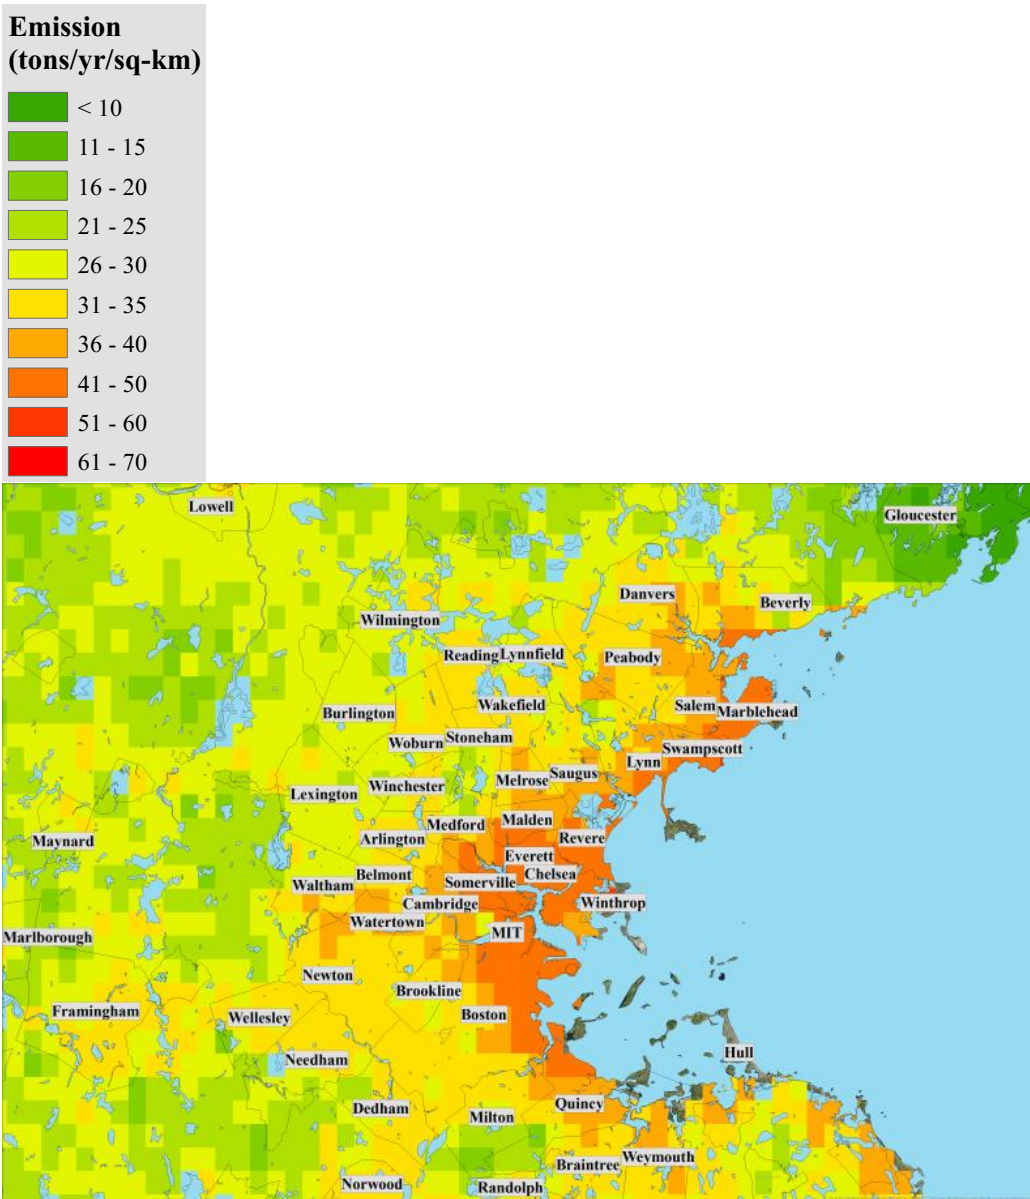 Emission
(tons/yr/sq-km)
< 10
11 - 15
16 - 20
21 - 25
26 - 30
31 - 35
36 - 40
41 - 50
51 - 60
61 - 70
Lowell
Gloucester
Danvers
Beverly
Wilmington
Reading
Lynnfield
Peabody
Wakefield
Salem
Marblehead
Burlington
Woburn
Stoneham
Swampscott
Lynn
Saugus
Melrose
Winchester
Lexington
Malden
Medford
Maynard
Arlington
Revere
Everett
Belmont
Chelsea
Waltham
Somerville
Cambridge
Winthrop
Watertown
MIT
Marlborough
Newton
Brookline
Framingham
Wellesley
Boston
Hull
Needham
Dedham
Quincy
Milton
Braintree
Weymouth
Norwood
Randolph